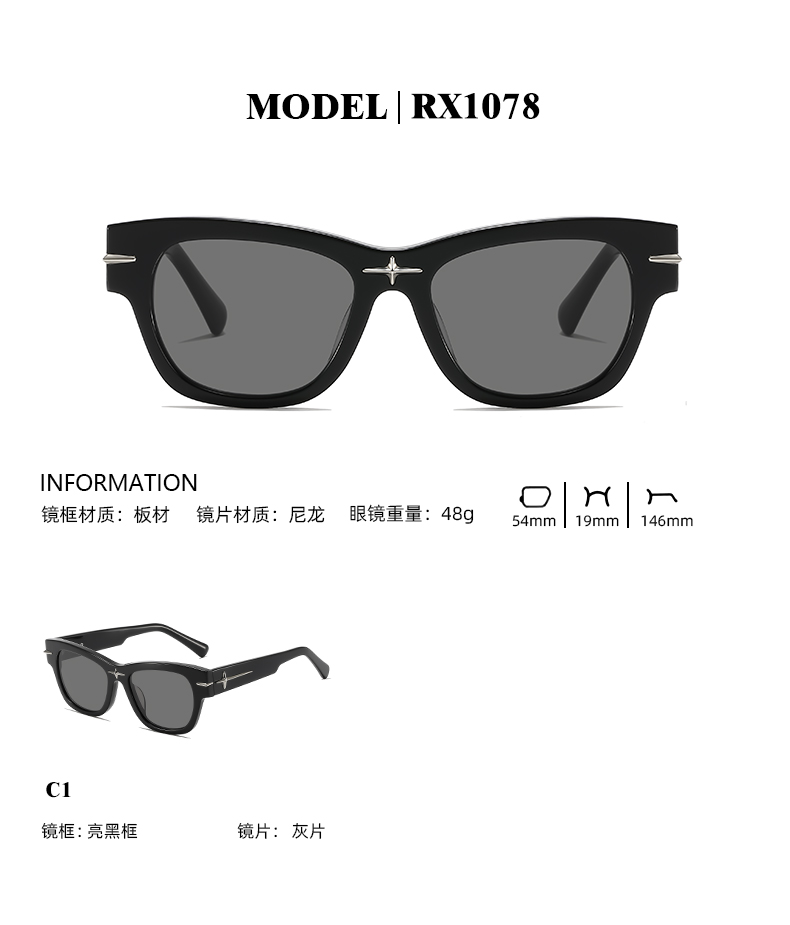 MODEL | RX1078
INFORMATION
镜框材质：板材 镜片材质：尼龙 眼镜重量：48g
54mm 19mm 146mm
C1
镜框：亮黑框 镜片： 灰片